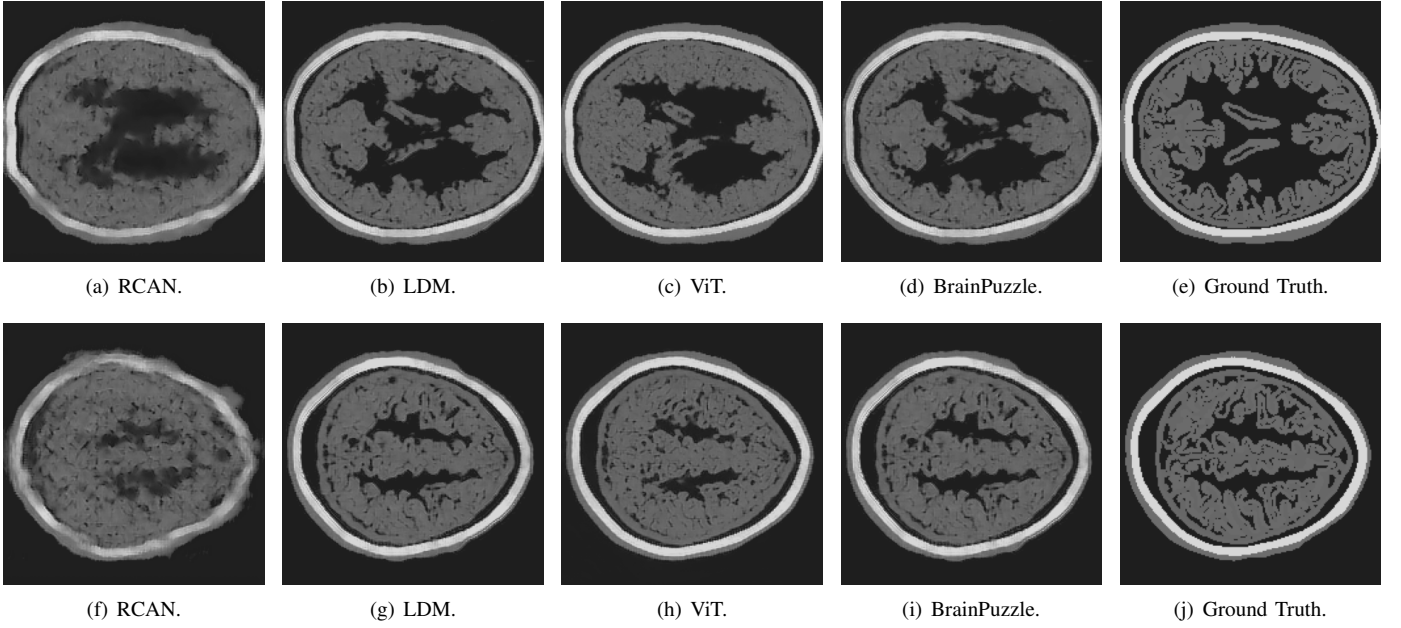 (a) RCAN.
(b) LDM.
(c) ViT.
(d) BrainPuzzle.
(e) Ground Truth.
(f) RCAN.
(g) LDM.
(h) ViT.
(i) BrainPuzzle.
(j) Ground Truth.